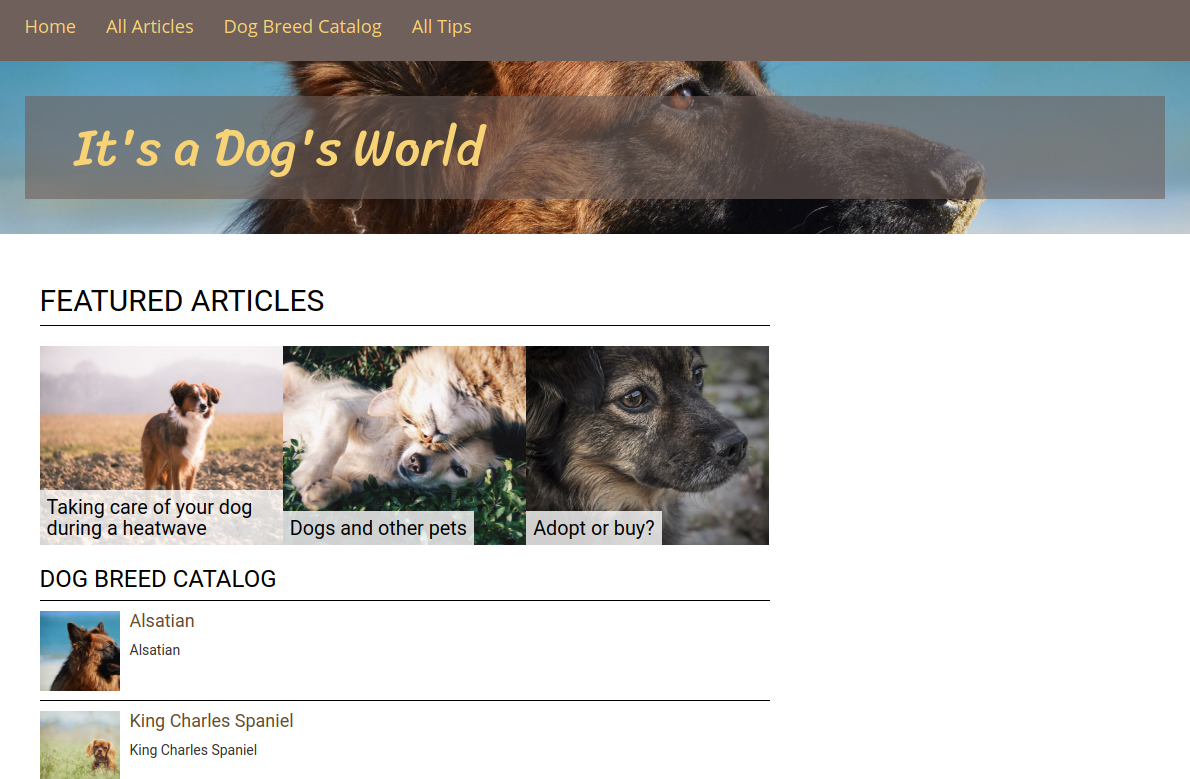 Home All Articles Dog Breed Catalog All Tips
It's a Dog's World
FEATURED ARTICLES
Taking care of your dog
during a heatwave
Dogs and other pets
Adopt or buy?
DOG BREED CATALOG
Alsatian
Alsatian
King Charles Spaniel
King Charles Spaniel